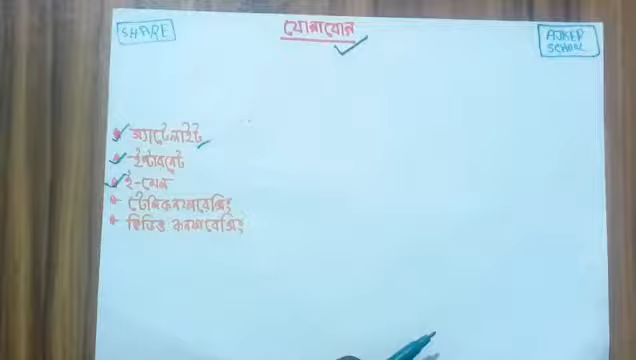 SHARE
যোগাযোগ
AJKER
SCHOOL
স্যাটেলাইট
ইন্টারনেট
ই-মেল
টেলিকনফারেন্সিং
ভিডিও কনফারেন্সিং